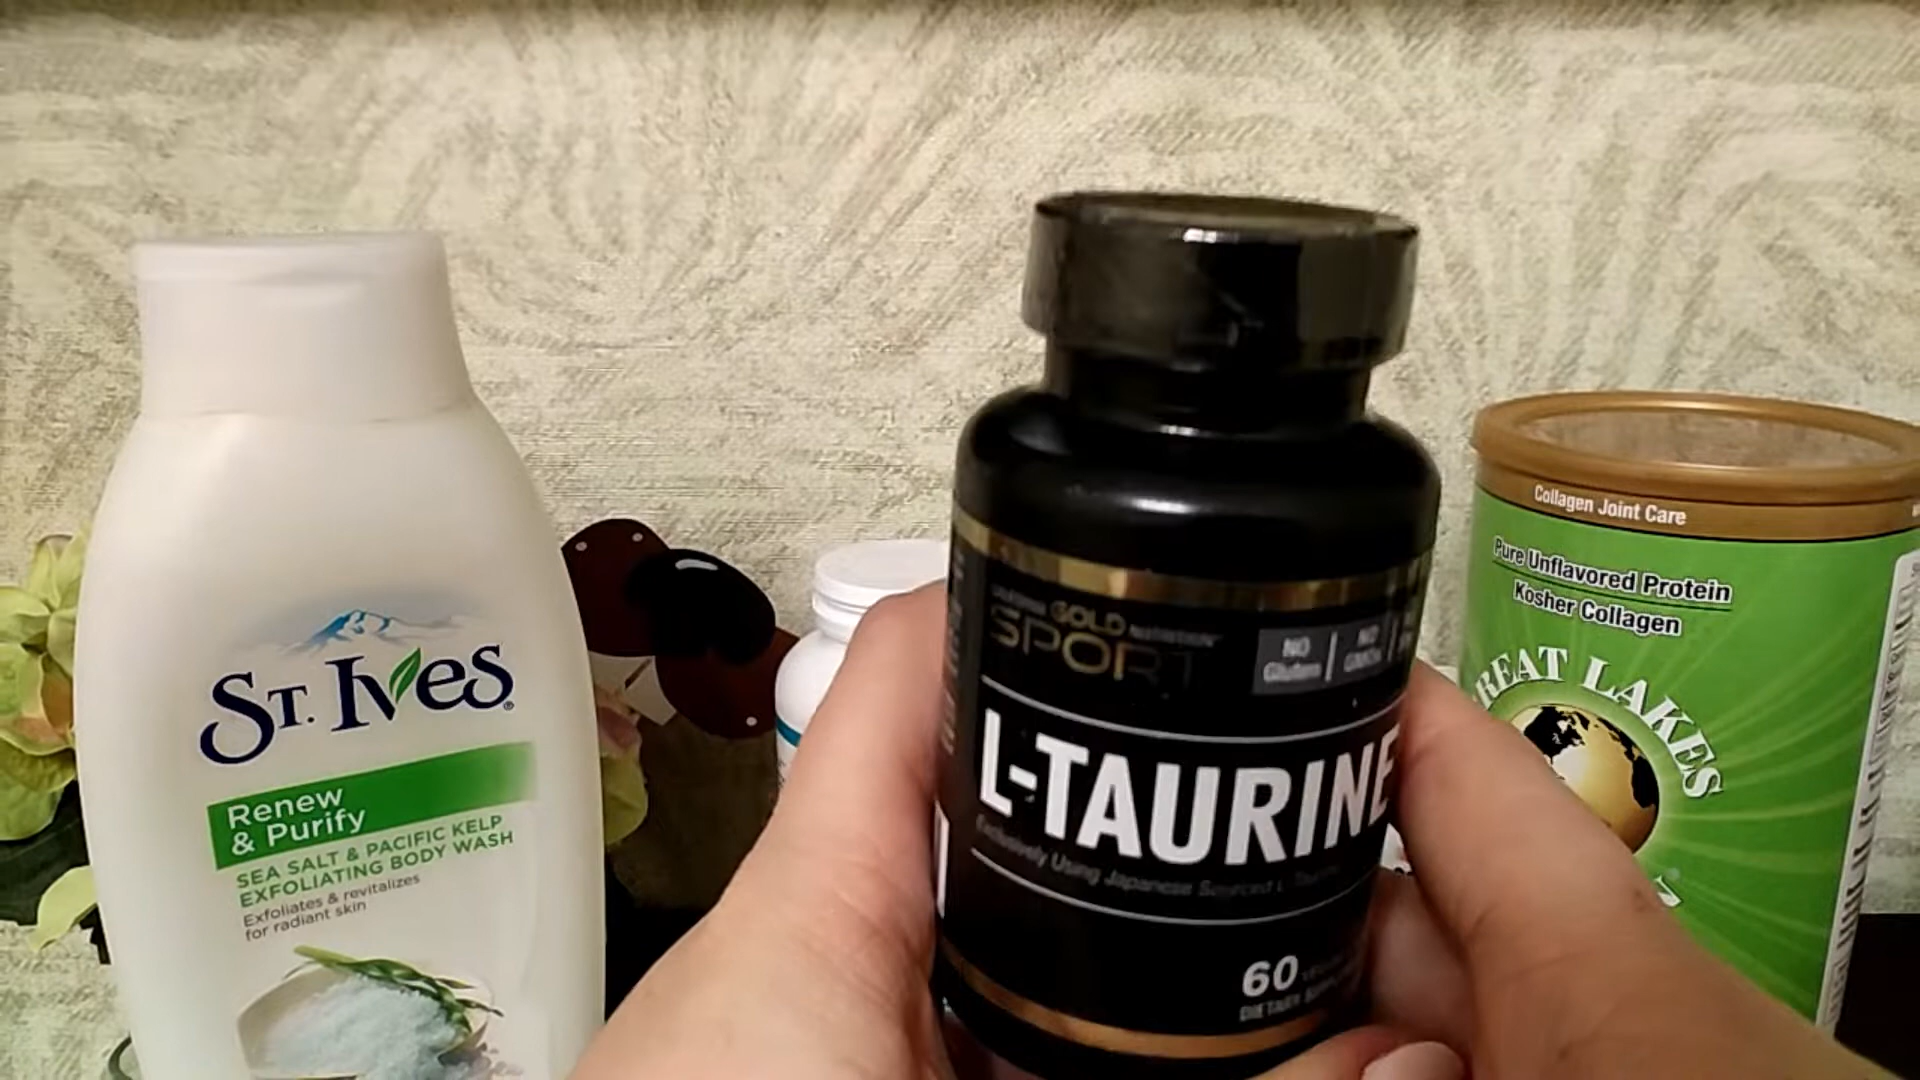 ST. IVES®
Renew
& Purify
SEA SALT & PACIFIC KELP
EXFOLIATING BODY WASH
Exfoliates & revitalizes
for radiant skin
GOLD NUTRITION
SPORT
NO
Gluten
NO
GMOs
L-TAURINE
Exclusively Using Japanese Sourced L-Taurine
60
DIETARY
Collagen Joint Care
Pure Unflavored Protein
Kosher Collagen
GREAT LAKES